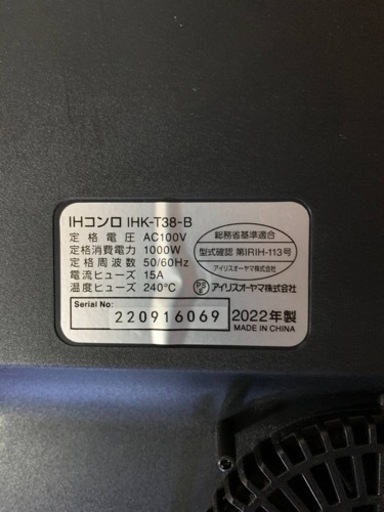 IHコンロ IHK-T38-B
定格電圧 AC100V
定格消費電力 1000W
定格周波数 50/60Hz
電流ヒューズ 15A
温度ヒューズ 240℃
総務省基準適合
型式確認 第IRIH-113号
アイリスオーヤマ株式会社
PS E アイリスオーヤマ株式会社
Serial No:
220916069
2022年製
MADE IN CHINA